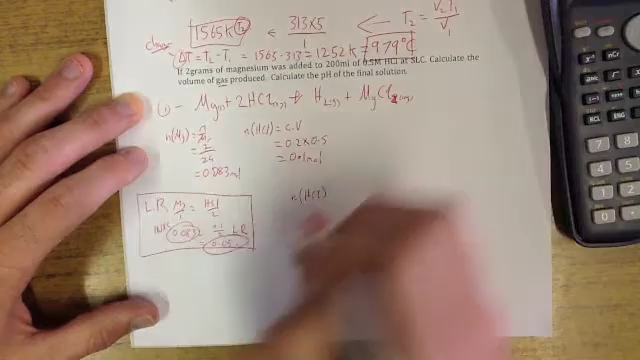 1565K T₂ ← 313×5 / 1 ← T₂ = V₂T₁ / V₁
ΔT = T₂ - T₁ = 1565 - 313 = 1252 K = 979°C
If 2grams of magnesium was added to 200ml of 0.5M HCl at SLC. Calculate the
volume of gas produced. Calculate the pH of the final solution.
Mg(s) + 2HCl(aq) → H₂(g) + MgCl₂(aq)
n(Mg) = m/Mr n(HCl) = C.V
= 2/24 = 0.2×0.5
= 0.083mol = 0.1mol
L.R. Mg/1 = HCl/2 n(HCl)
0.083 0.1/2 LR
= 0.05